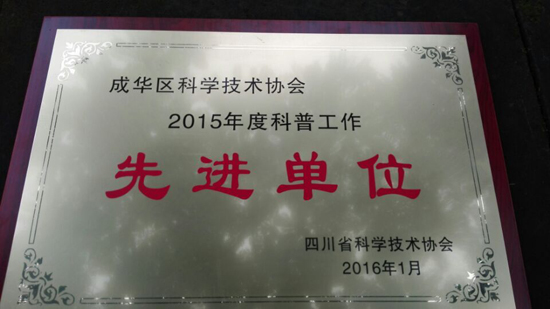 成华区科学技术协会
2015年度科普工作
先进单位
四川省科学技术协会
2016年1月